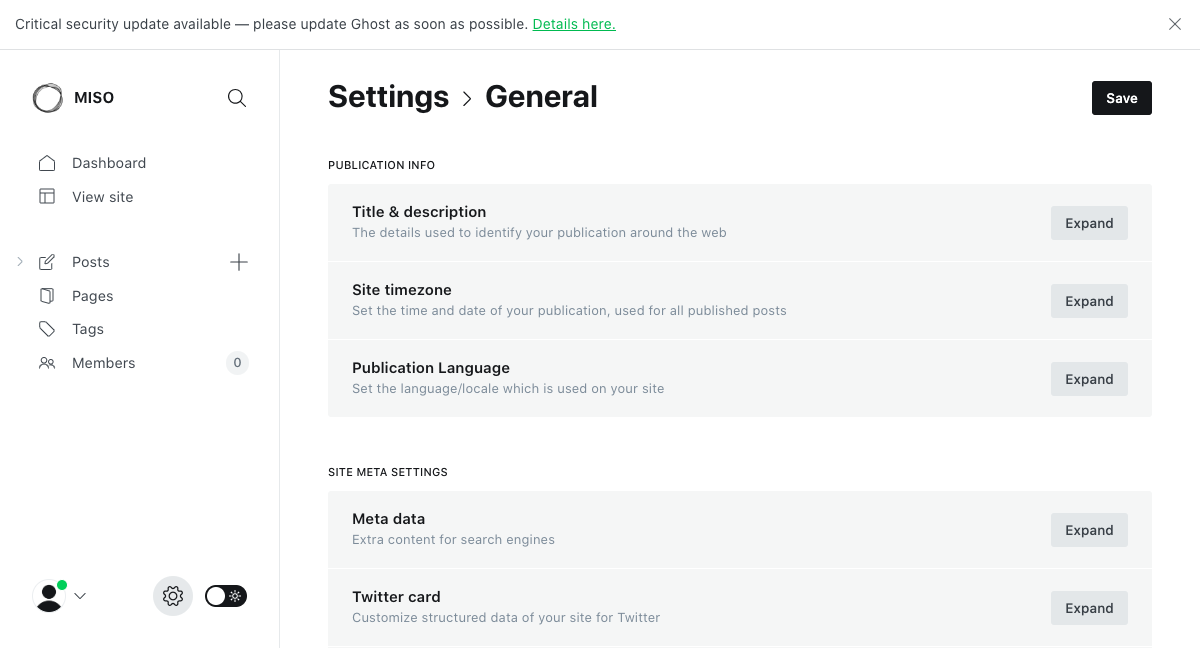 Critical security update available — please update Ghost as soon as possible. Details here.
MISO
Dashboard
View site
Posts
Pages
Tags
Members
0
Settings
General
Save
PUBLICATION INFO
Title & description
The details used to identify your publication around the web
Expand
Site timezone
Set the time and date of your publication, used for all published posts
Expand
Publication Language
Set the language/locale which is used on your site
Expand
SITE META SETTINGS
Meta data
Extra content for search engines
Expand
Twitter card
Customize structured data of your site for Twitter
Expand